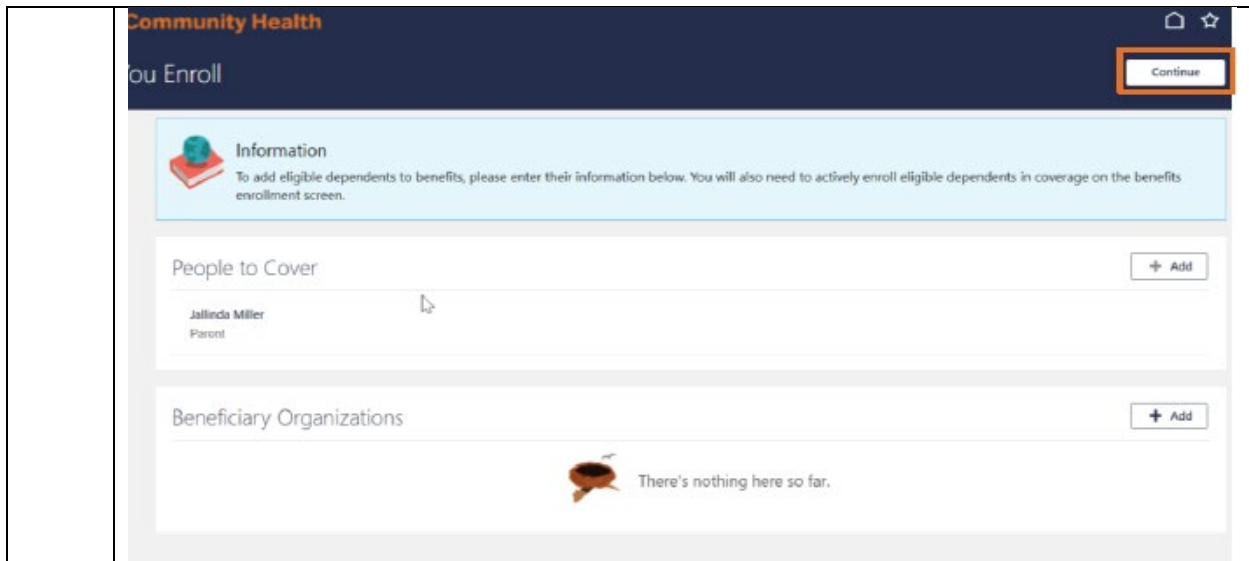 Community Health
ou Enroll
Continue
Information
To add eligible dependents to benefits, please enter their information below. You will also need to actively enroll eligible dependents in coverage on the benefits
enrollment screen.
People to Cover
+ Add
Jallinda Miller
Parent
Beneficiary Organizations
+ Add
There's nothing here so far.